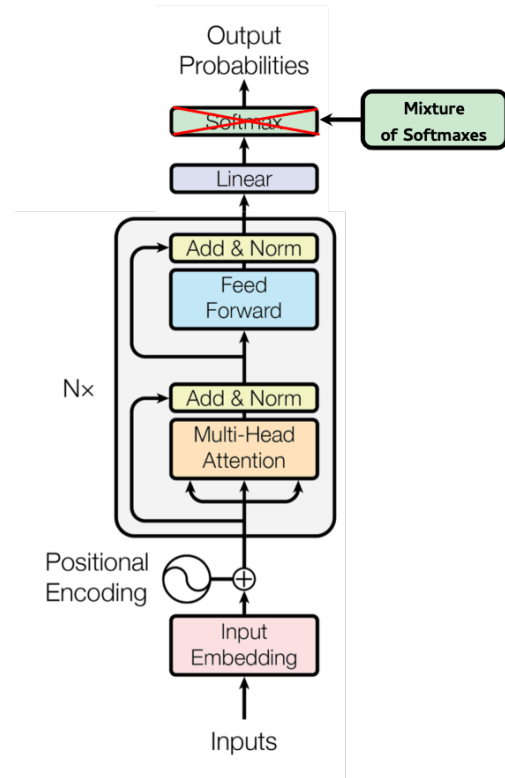 Output
Probabilities
Softmax
Mixture
of Softmaxes
Linear
Add & Norm
Feed
Forward
Nx
Add & Norm
Multi-Head
Attention
Positional
Encoding
Input
Embedding
Inputs